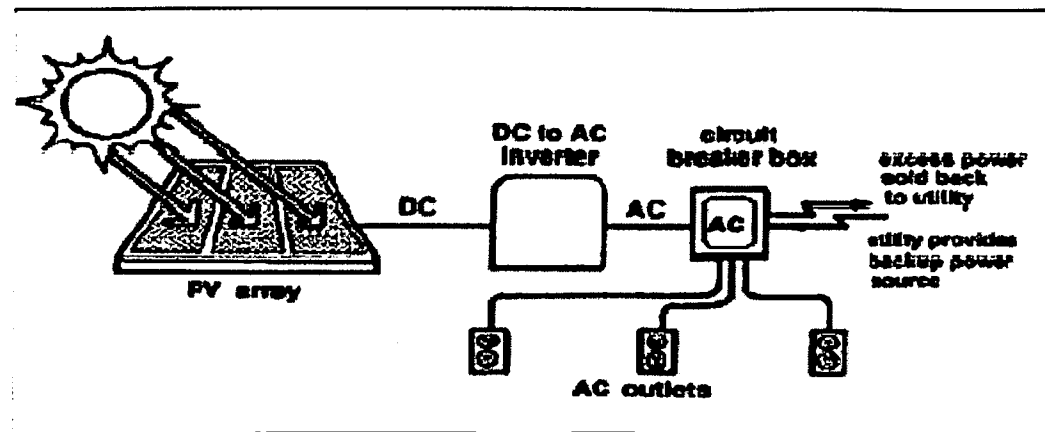 DC to AC
inverter
circuit
breaker box
excess power
sold back
to utility
DC
AC
AC
utility provides
backup power
source
PV array
AC outlets